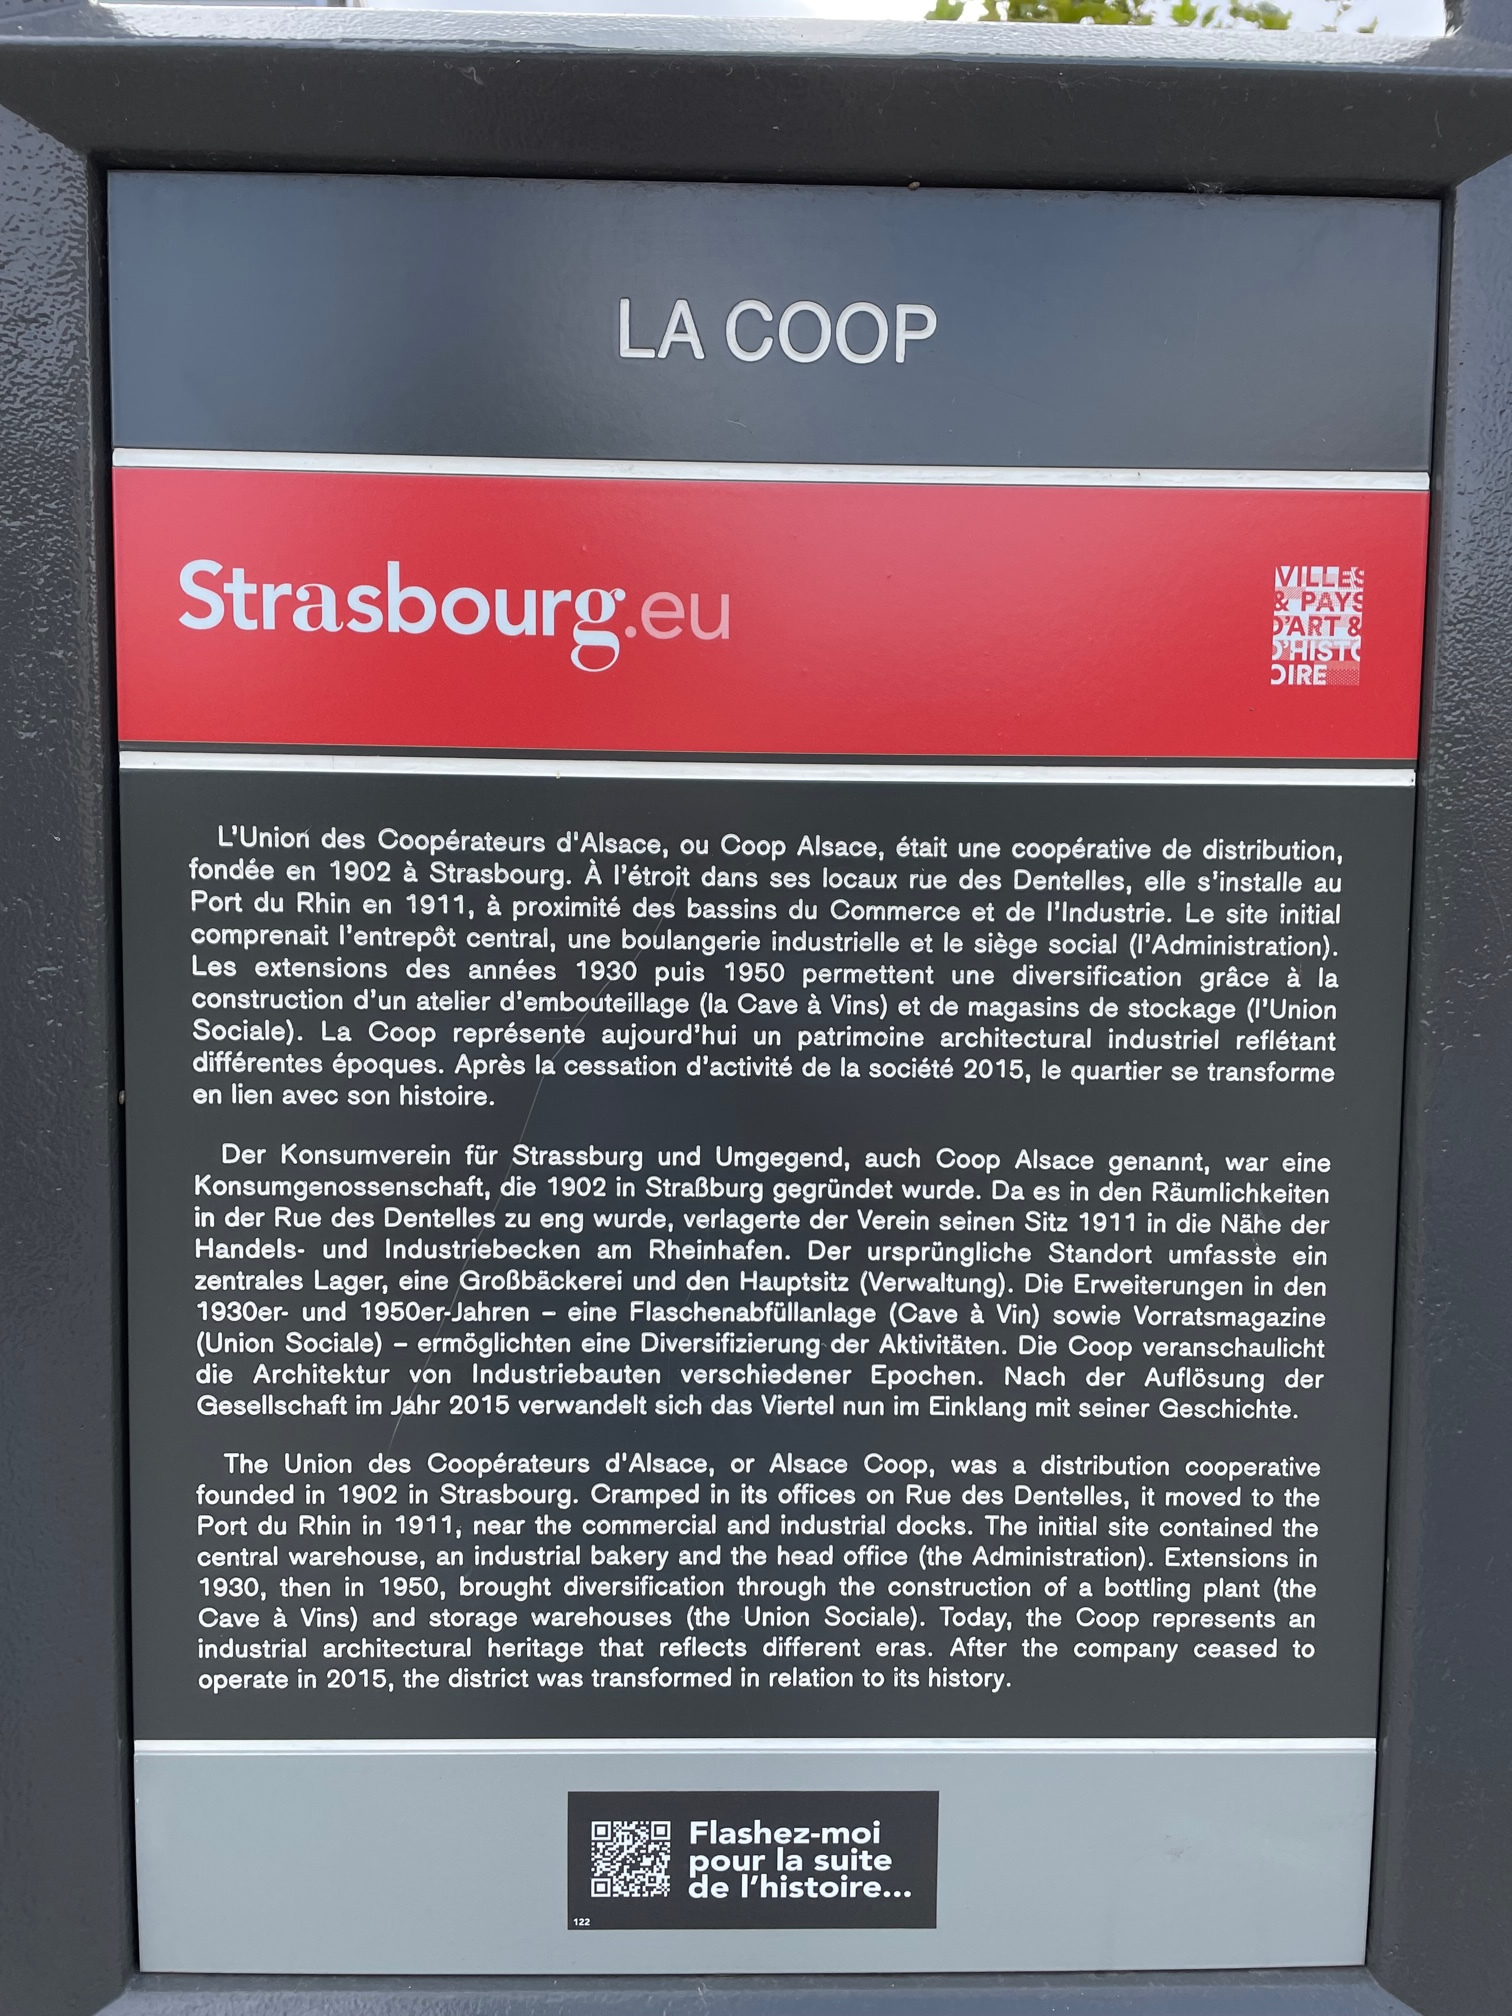 LA COOP
Strasbourg.eu
VILLES
& PAYS
D'ART &
D'HISTO
OIRE
L'Union des Coopérateurs d'Alsace, ou Coop Alsace, était une coopérative de distribution,
fondée en 1902 à Strasbourg. À l'étroit dans ses locaux rue des Dentelles, elle s'installe au
Port du Rhin en 1911, à proximité des bassins du Commerce et de l'Industrie. Le site initial
comprenait l'entrepôt central, une boulangerie industrielle et le siège social (l'Administration).
Les extensions des années 1930 puis 1950 permettent une diversification grâce à la
construction d'un atelier d'embouteillage (la Cave à Vins) et de magasins de stockage (l'Union
Sociale). La Coop représente aujourd'hui un patrimoine architectural industriel reflétant
différentes époques. Après la cessation d'activité de la société 2015, le quartier se transforme
en lien avec son histoire.
Der Konsumverein für Strassburg und Umgegend, auch Coop Alsace genannt, war eine
Konsumgenossenschaft, die 1902 in Straßburg gegründet wurde. Da es in den Räumlichkeiten
in der Rue des Dentelles zu eng wurde, verlagerte der Verein seinen Sitz 1911 in die Nähe der
Handels- und Industriebecken am Rheinhafen. Der ursprüngliche Standort umfasste ein
zentrales Lager, eine Großbäckerei und den Hauptsitz (Verwaltung). Die Erweiterungen in den
1930er- und 1950er-Jahren – eine Flaschenabfüllanlage (Cave à Vin) sowie Vorratsmagazine
(Union Sociale) – ermöglichten eine Diversifizierung der Aktivitäten. Die Coop veranschaulicht
die Architektur von Industriebauten verschiedener Epochen. Nach der Auflösung der
Gesellschaft im Jahr 2015 verwandelt sich das Viertel nun im Einklang mit seiner Geschichte.
The Union des Coopérateurs d'Alsace, or Alsace Coop, was a distribution cooperative
founded in 1902 in Strasbourg. Cramped in its offices on Rue des Dentelles, it moved to the
Port du Rhin in 1911, near the commercial and industrial docks. The initial site contained the
central warehouse, an industrial bakery and the head office (the Administration). Extensions in
1930, then in 1950, brought diversification through the construction of a bottling plant (the
Cave à Vins) and storage warehouses (the Union Sociale). Today, the Coop represents an
industrial architectural heritage that reflects different eras. After the company ceased to
operate in 2015, the district was transformed in relation to its history.
Flashez-moi
pour la suite
de l'histoire...
122